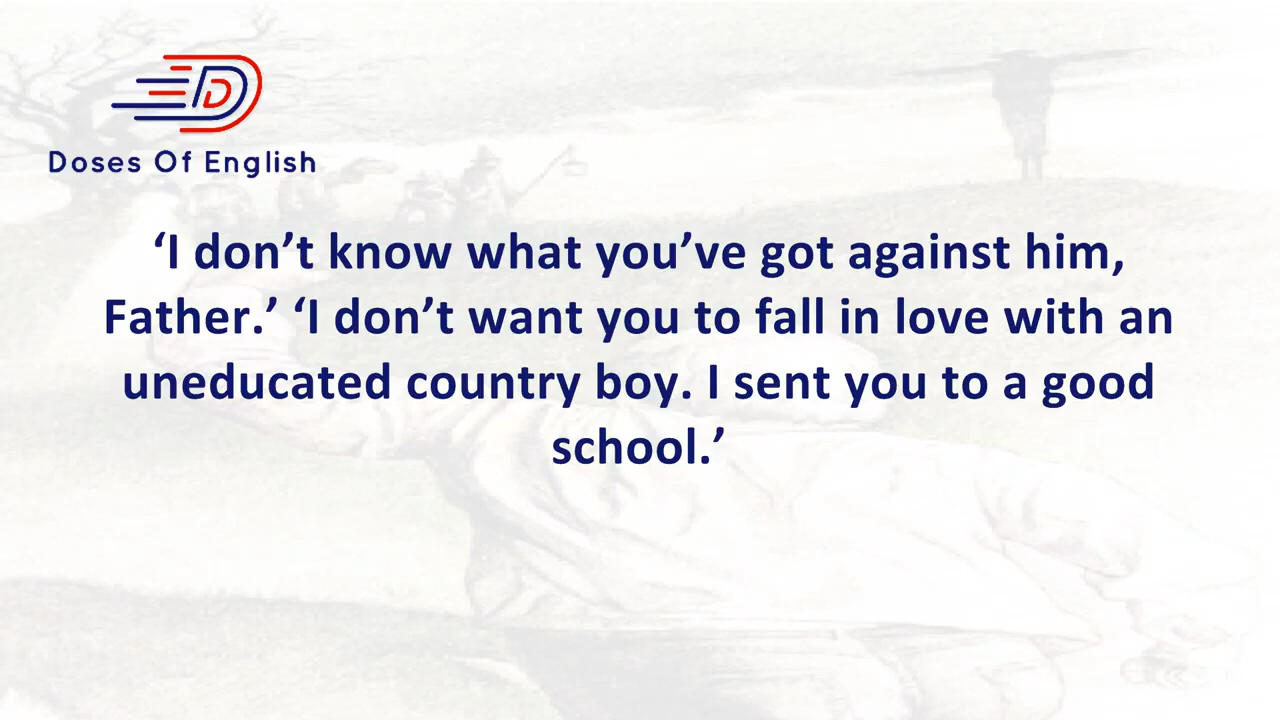 Doses Of English
‘I don’t know what you’ve got against him,
Father.’ ‘I don’t want you to fall in love with an
uneducated country boy. I sent you to a good
school.’